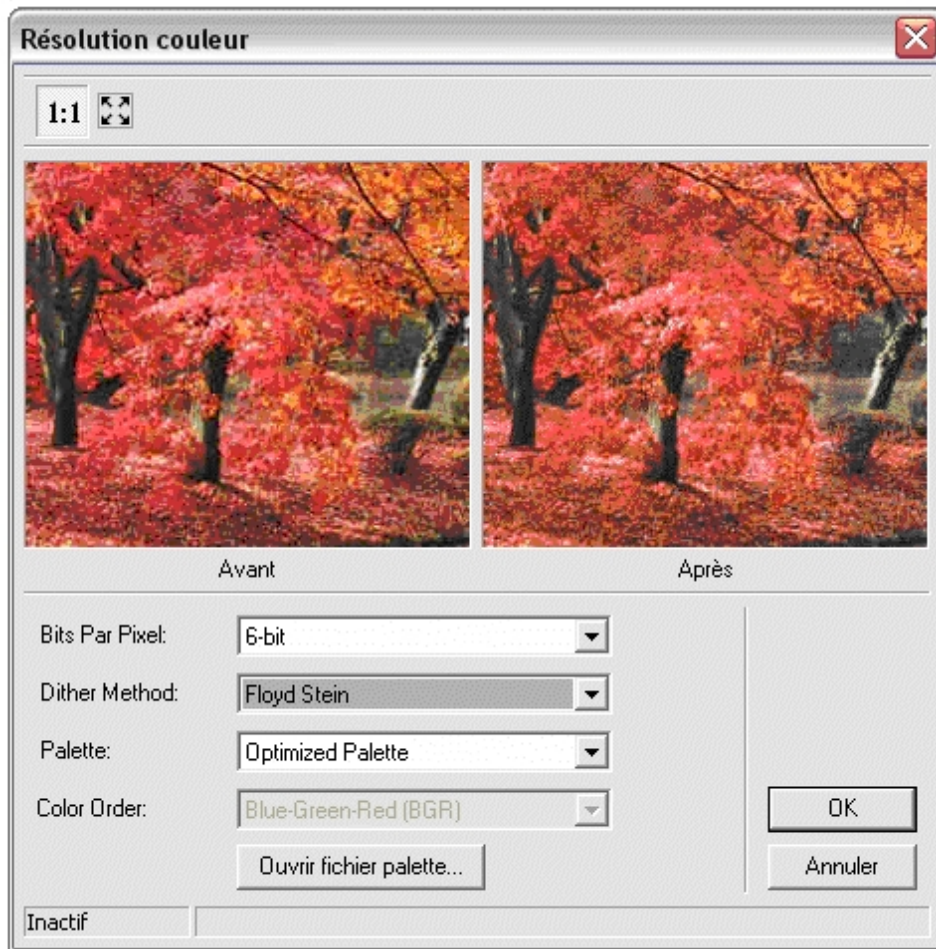 Résolution couleur
1:1
Avant
Après
Bits Par Pixel:
6-bit
Dither Method:
Floyd Stein
Palette:
Optimized Palette
Color Order:
Blue-Green-Red (BGR)
OK
Ouvrir fichier palette...
Annuler
Inactif